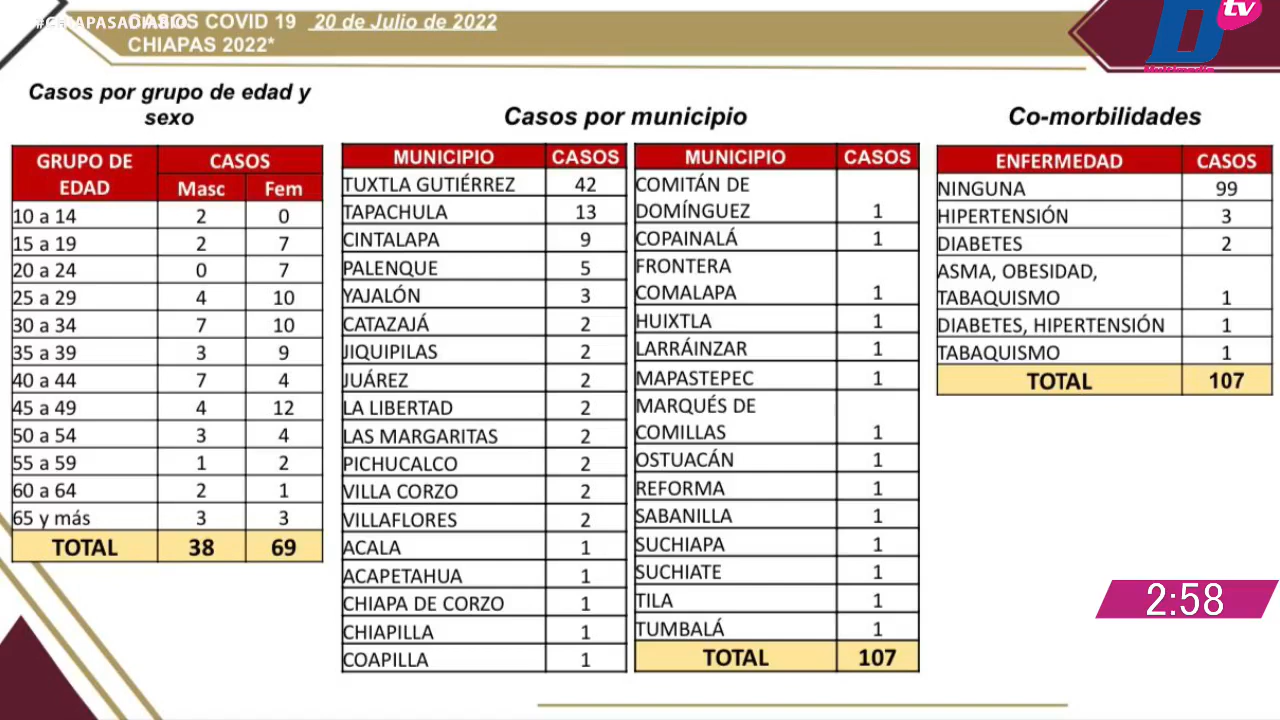 #CHIAPASADIARIO
CASOS COVID 19 20 de Julio de 2022
CHIAPAS 2022*
D tv
Multimedia
Casos por grupo de edad y
sexo
GRUPO DE EDAD CASOS
Masc Fem
10 a 14 2 0
15 a 19 2 7
20 a 24 0 7
25 a 29 4 10
30 a 34 7 10
35 a 39 3 9
40 a 44 7 4
45 a 49 4 12
50 a 54 3 4
55 a 59 1 2
60 a 64 2 1
65 y más 3 3
TOTAL 38 69
Casos por municipio
MUNICIPIO CASOS
TUXTLA GUTIÉRREZ 42
TAPACHULA 13
CINTALAPA 9
PALENQUE 5
YAJALÓN 3
CATAZAJÁ 2
JIQUIPILAS 2
JUÁREZ 2
LA LIBERTAD 2
LAS MARGARITAS 2
PICHUCALCO 2
VILLA CORZO 2
VILLAFLORES 2
ACALA 1
ACAPETAHUA 1
CHIAPA DE CORZO 1
CHIAPILLA 1
COAPILLA 1
MUNICIPIO CASOS
COMITÁN DE
DOMÍNGUEZ 1
COPAINALÁ 1
FRONTERA
COMALAPA 1
HUIXTLA 1
LARRÁINZAR 1
MAPASTEPEC 1
MARQUÉS DE
COMILLAS 1
OSTUACÁN 1
REFORMA 1
SABANILLA 1
SUCHIAPA 1
SUCHIATE 1
TILA 1
TUMBALÁ 1
TOTAL 107
Co-morbilidades
ENFERMEDAD CASOS
NINGUNA 99
HIPERTENSIÓN 3
DIABETES 2
ASMA, OBESIDAD,
TABAQUISMO 1
DIABETES, HIPERTENSIÓN 1
TABAQUISMO 1
TOTAL 107
2:58